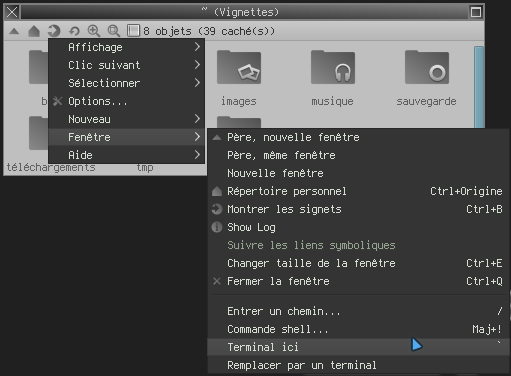 ~ (Vignettes)
8 objets (39 caché(s))
Affichage
Clic suivant
Sélectionner
Options...
Nouveau
Fenêtre
Aide
images
musique
sauvegarde
téléchargements
tmp
Père, nouvelle fenêtre
Père, même fenêtre
Nouvelle fenêtre
Répertoire personnel Ctrl+Origine
Montrer les signets Ctrl+B
Show Log
Suivre les liens symboliques
Changer taille de la fenêtre Ctrl+E
Fermer la fenêtre Ctrl+Q
Entrer un chemin... /
Commande shell... Maj+!
Terminal ici `
Remplacer par un terminal